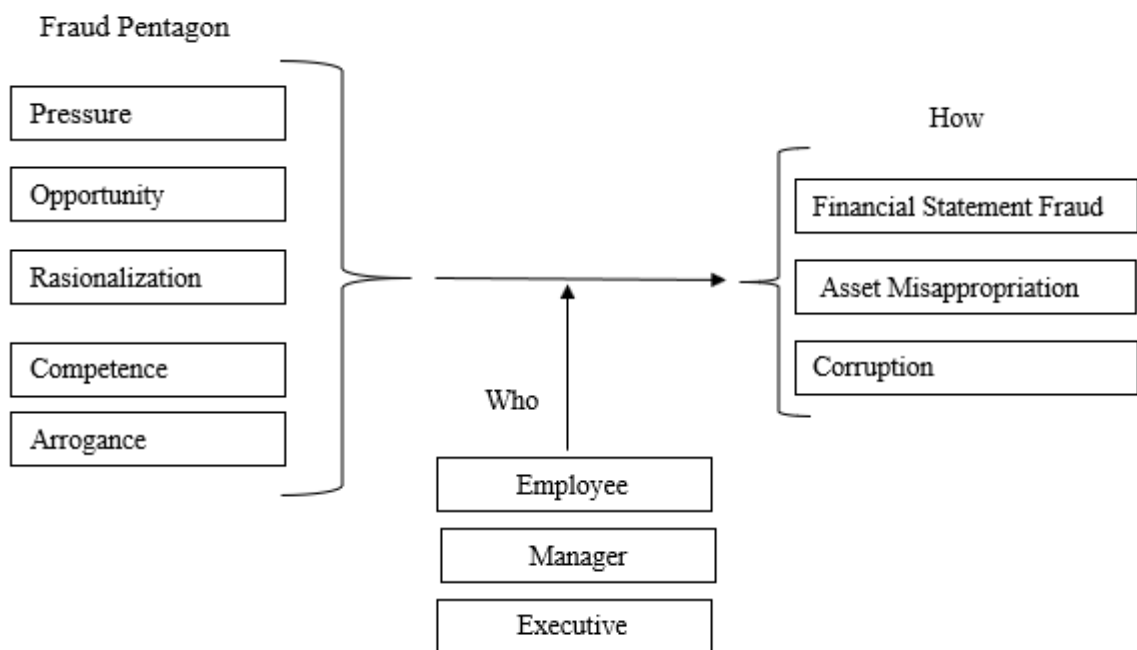 Fraud Pentagon
Pressure
Opportunity
Rasionalization
Competence
Arrogance
How
Financial Statement Fraud
Asset Misappropriation
Corruption
Who
Employee
Manager
Executive